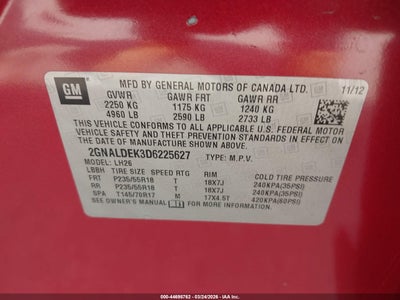 GM
MFD BY GENERAL MOTORS OF CANADA LTD. 11/12
GVWR GAWR FRT GAWR RR
2250 KG 1175 KG 1240 KG
4960 LB 2590 LB 2733 LB
THIS VEHICLE CONFORMS TO ALL APPLICABLE U.S. FEDERAL
MOTOR VEHICLE SAFETY, BUMPER, AND THEFT PREVENTION
STANDARDS IN EFFECT ON THE DATE OF MANUFACTURE SHOWN ABOVE.
2GNALDEK3D6225627 TYPE: M.P.V.
MODEL: LH26
LBBH TIRE SIZE SPEED RTG RIM COLD TIRE PRESSURE
FRT P235/55R18 T 18X7J 240KPA(35PSI)
RR P235/55R18 T 18X7J 240KPA(35PSI)
SPA T145/70R17 M 17X4.5T 420KPA(60PSI)
SEE OWNER'S MANUAL FOR ADDITIONAL INFORMATION.
000-44698762 - 03/24/2026 - COPYRIGHT IAA, LLC